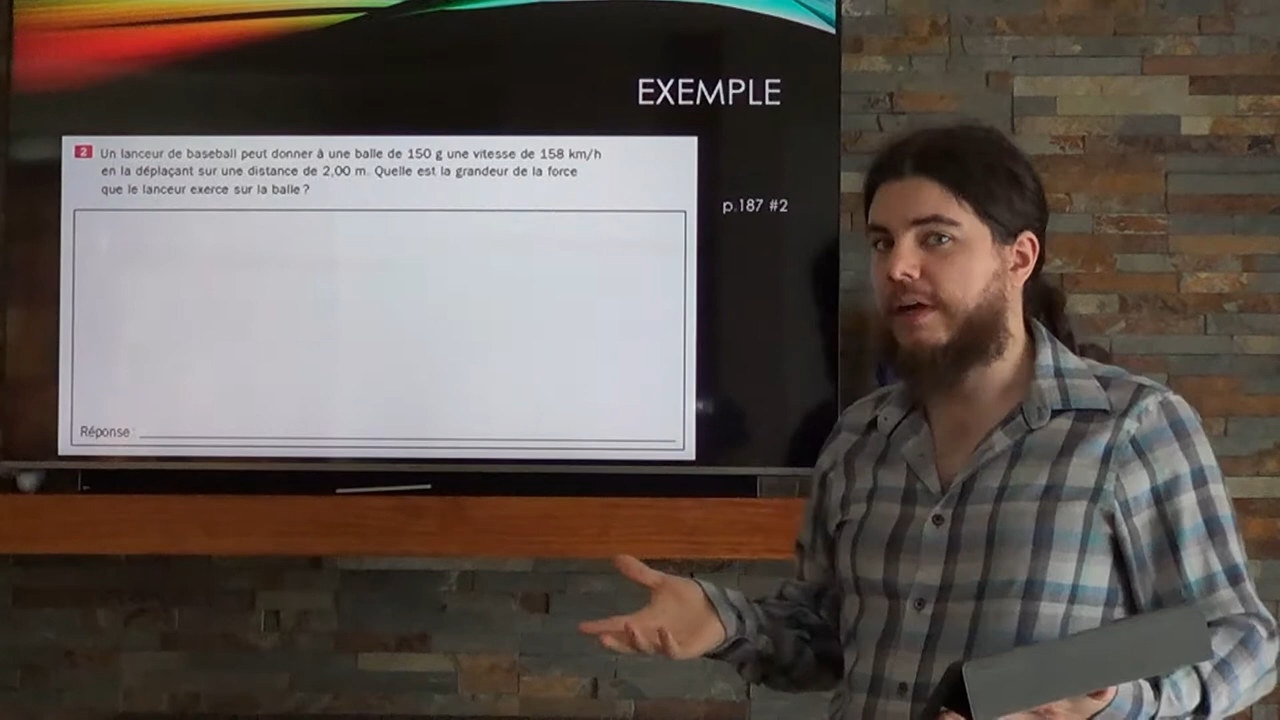 EXEMPLE
2 Un lanceur de baseball peut donner à une balle de 150 g une vitesse de 158 km/h
en la déplaçant sur une distance de 2,00 m. Quelle est la grandeur de la force
que le lanceur exerce sur la balle ?
p.187 #2
Réponse :